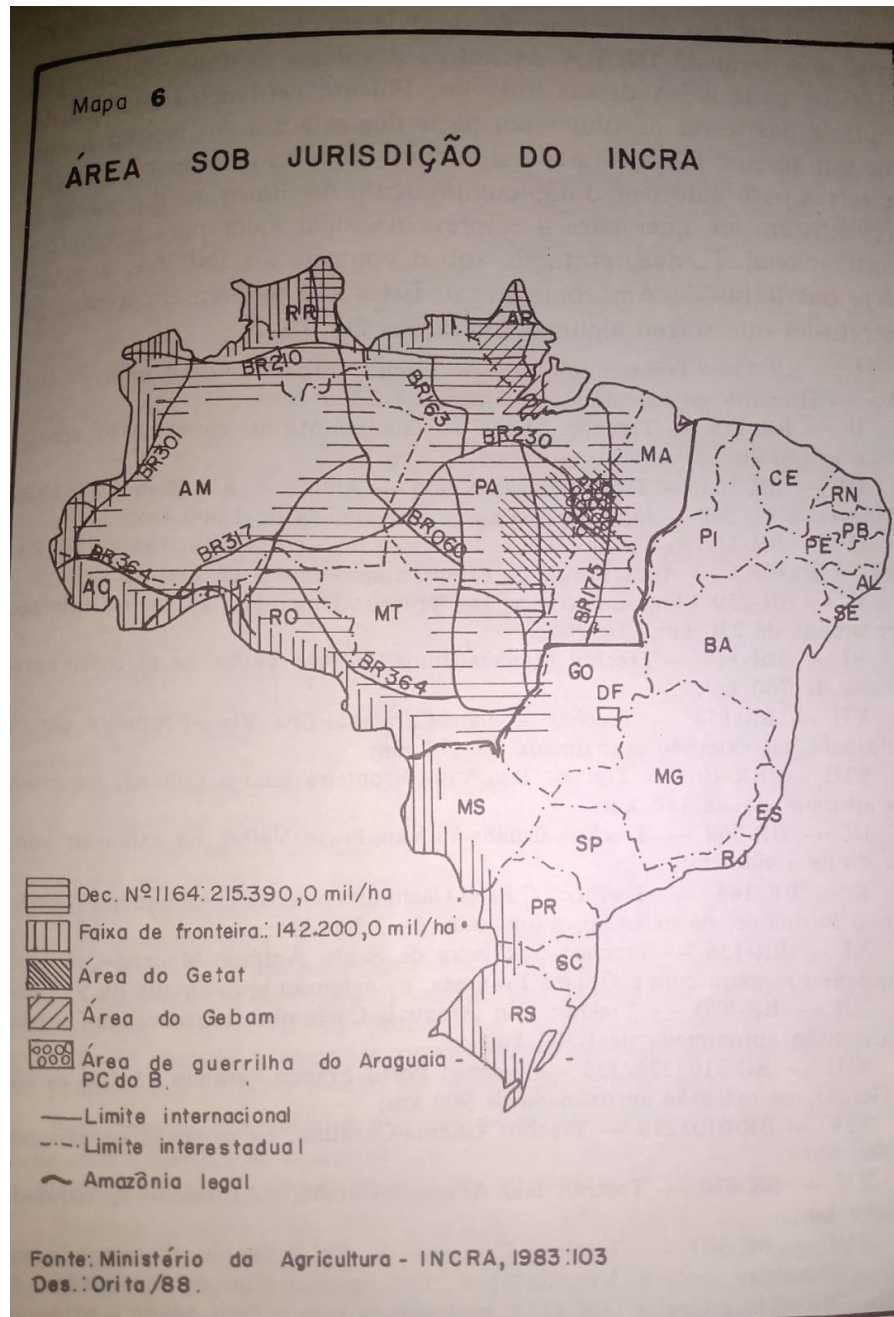 Mapa 6
ÁREA SOB JURISDIÇÃO DO INCRA
RR
AR
BR210
BR163
BR301
BR230
MA
AM
PA
CE
RN
PB
PI
PE
BR317
BR060
BR364
AC
AL
SE
RO
MT
BR175
BA
BR364
GO
DF
MS
MG
ES
SP
RJ
PR
SC
RS
Dec. Nº1164: 215.390,0 mil/ha
Faixa de fronteira.: 142.200,0 mil/ha
Área do Getat
Área do Gebam
Área de guerrilha do Araguaia -
PC do B.
Limite internacional
Limite interestadual
Amazônia legal
Fonte: Ministério da Agricultura - INCRA, 1983:103
Des.: Orita/88.